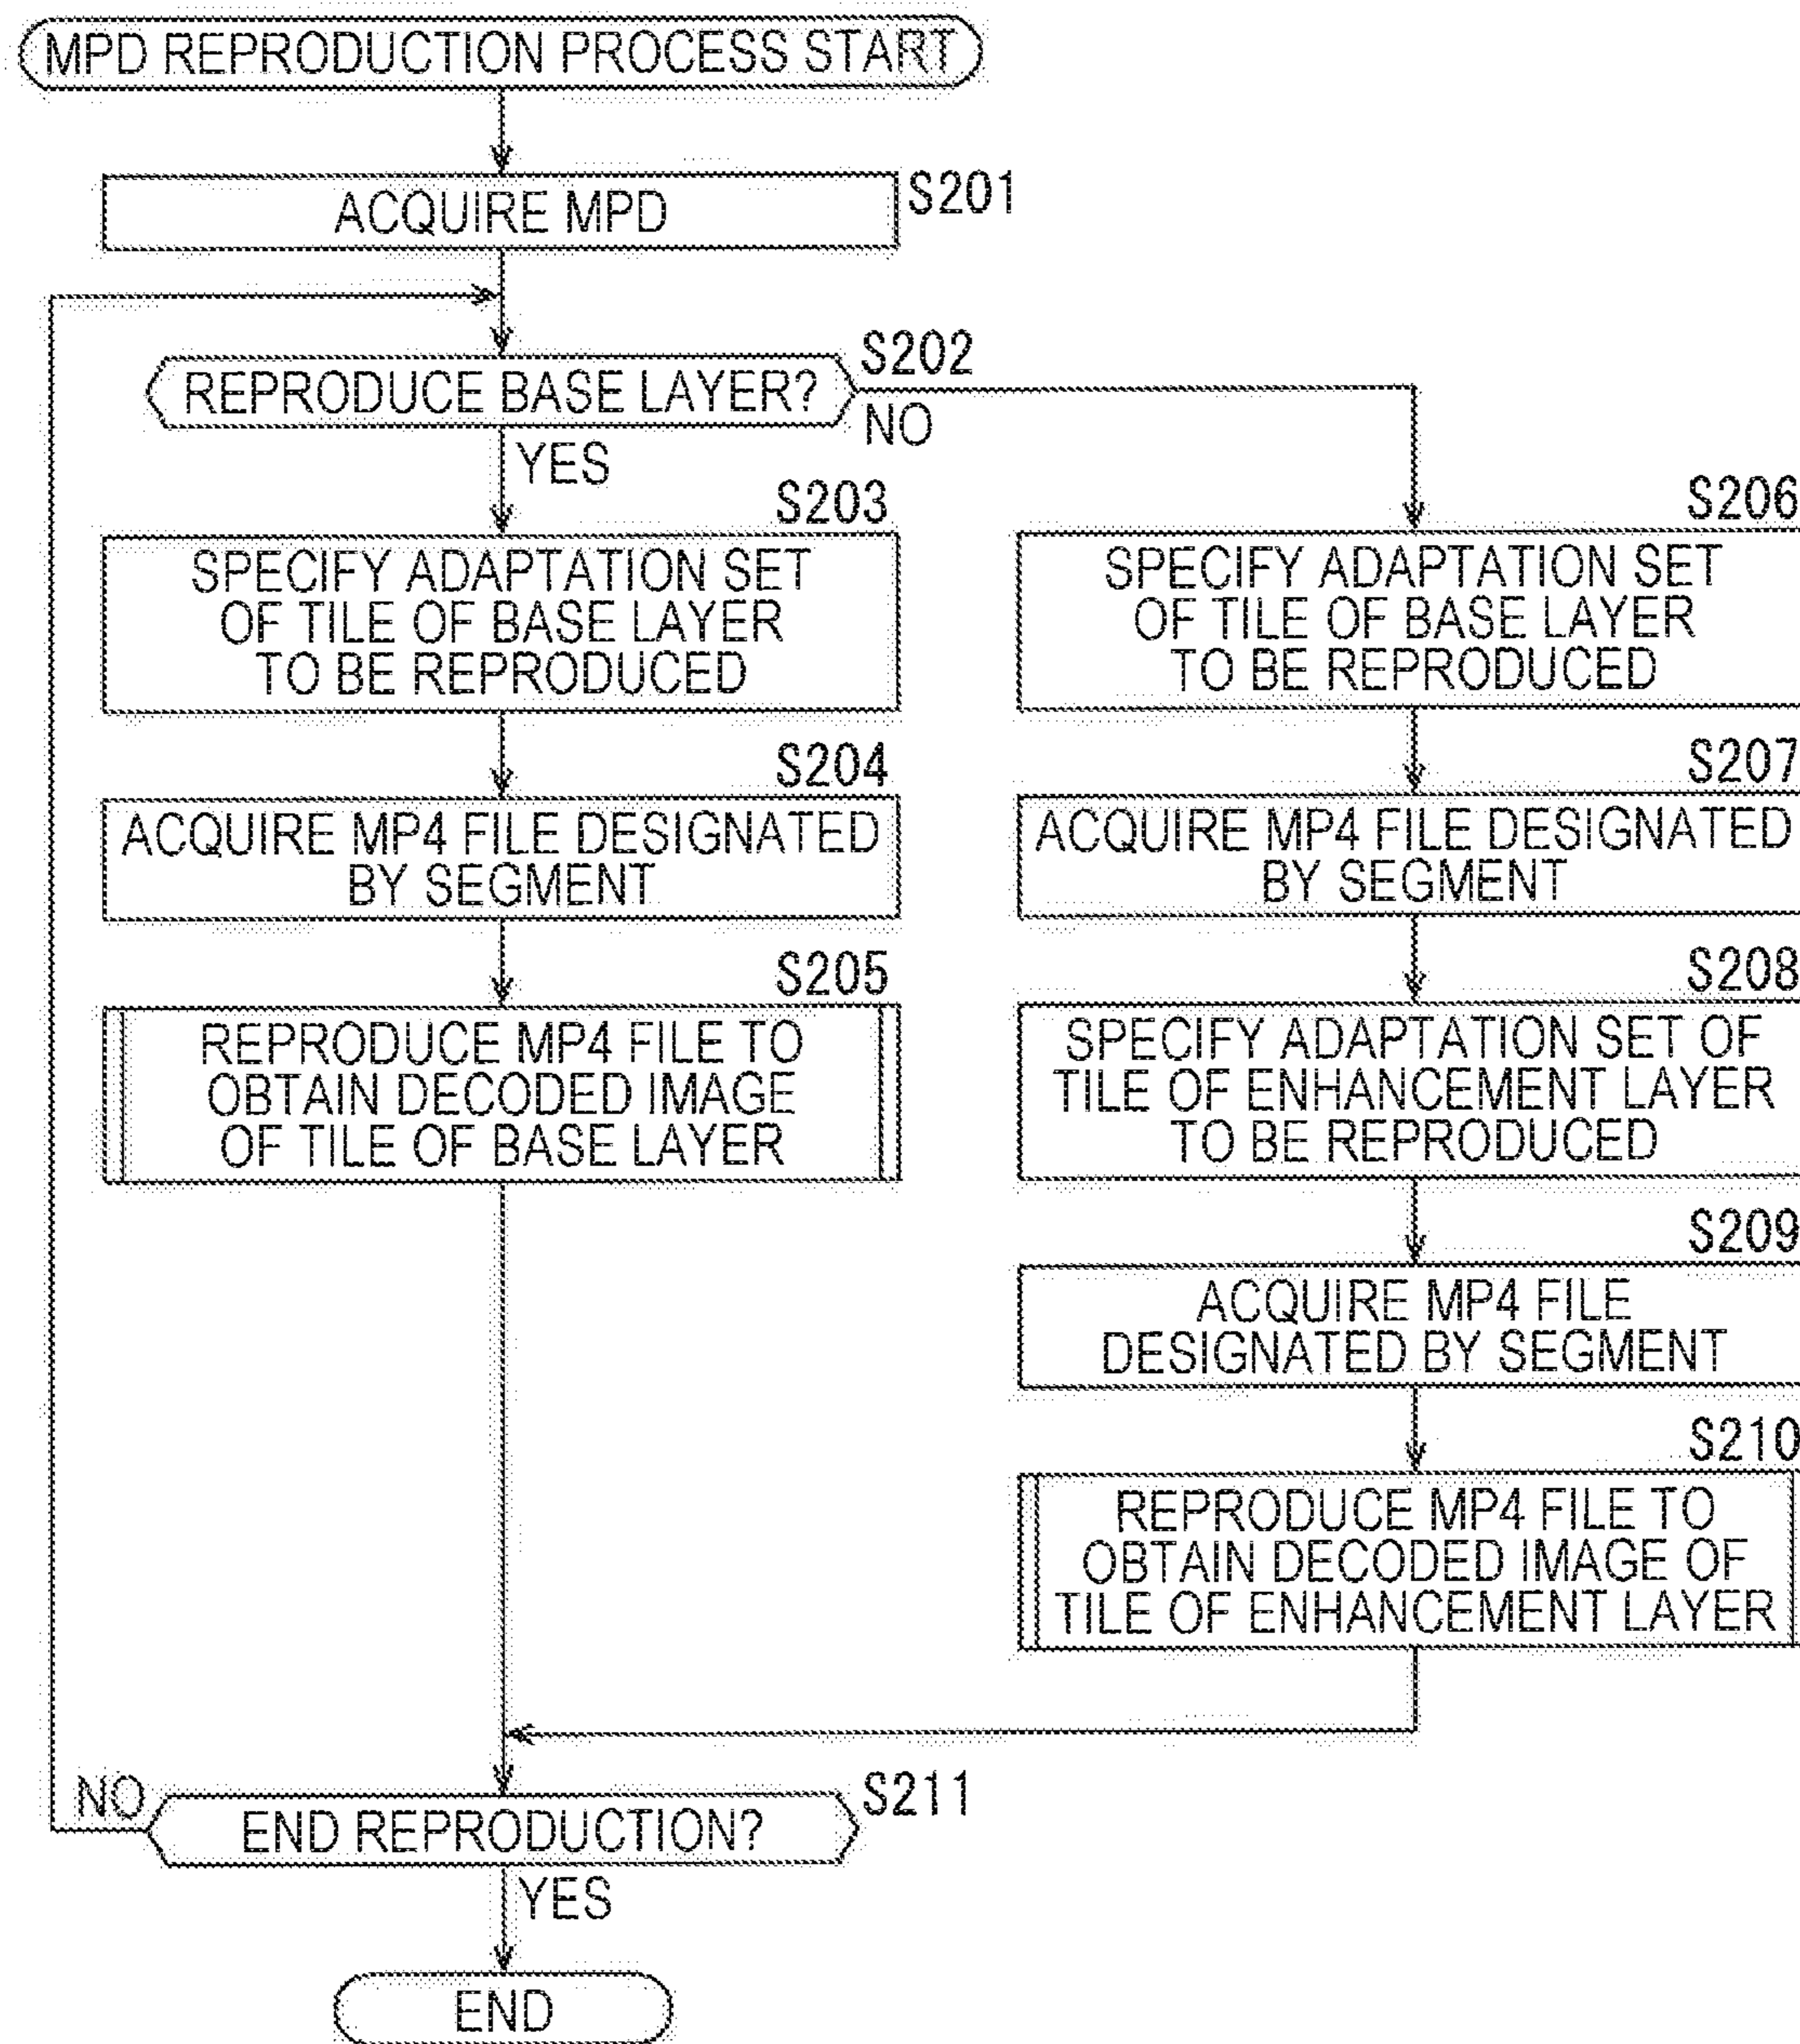 MPD REPRODUCTION PROCESS START
ACQUIRE MPD
S201
REPRODUCE BASE LAYER?
S202
NO
YES
S203
SPECIFY ADAPTATION SET
OF TILE OF BASE LAYER
TO BE REPRODUCED
S204
ACQUIRE MP4 FILE DESIGNATED
BY SEGMENT
S205
REPRODUCE MP4 FILE TO
OBTAIN DECODED IMAGE
OF TILE OF BASE LAYER
S206
SPECIFY ADAPTATION SET
OF TILE OF BASE LAYER
TO BE REPRODUCED
S207
ACQUIRE MP4 FILE DESIGNATED
BY SEGMENT
S208
SPECIFY ADAPTATION SET OF
TILE OF ENHANCEMENT LAYER
TO BE REPRODUCED
S209
ACQUIRE MP4 FILE
DESIGNATED BY SEGMENT
S210
REPRODUCE MP4 FILE TO
OBTAIN DECODED IMAGE OF
TILE OF ENHANCEMENT LAYER
NO
END REPRODUCTION?
S211
YES
END